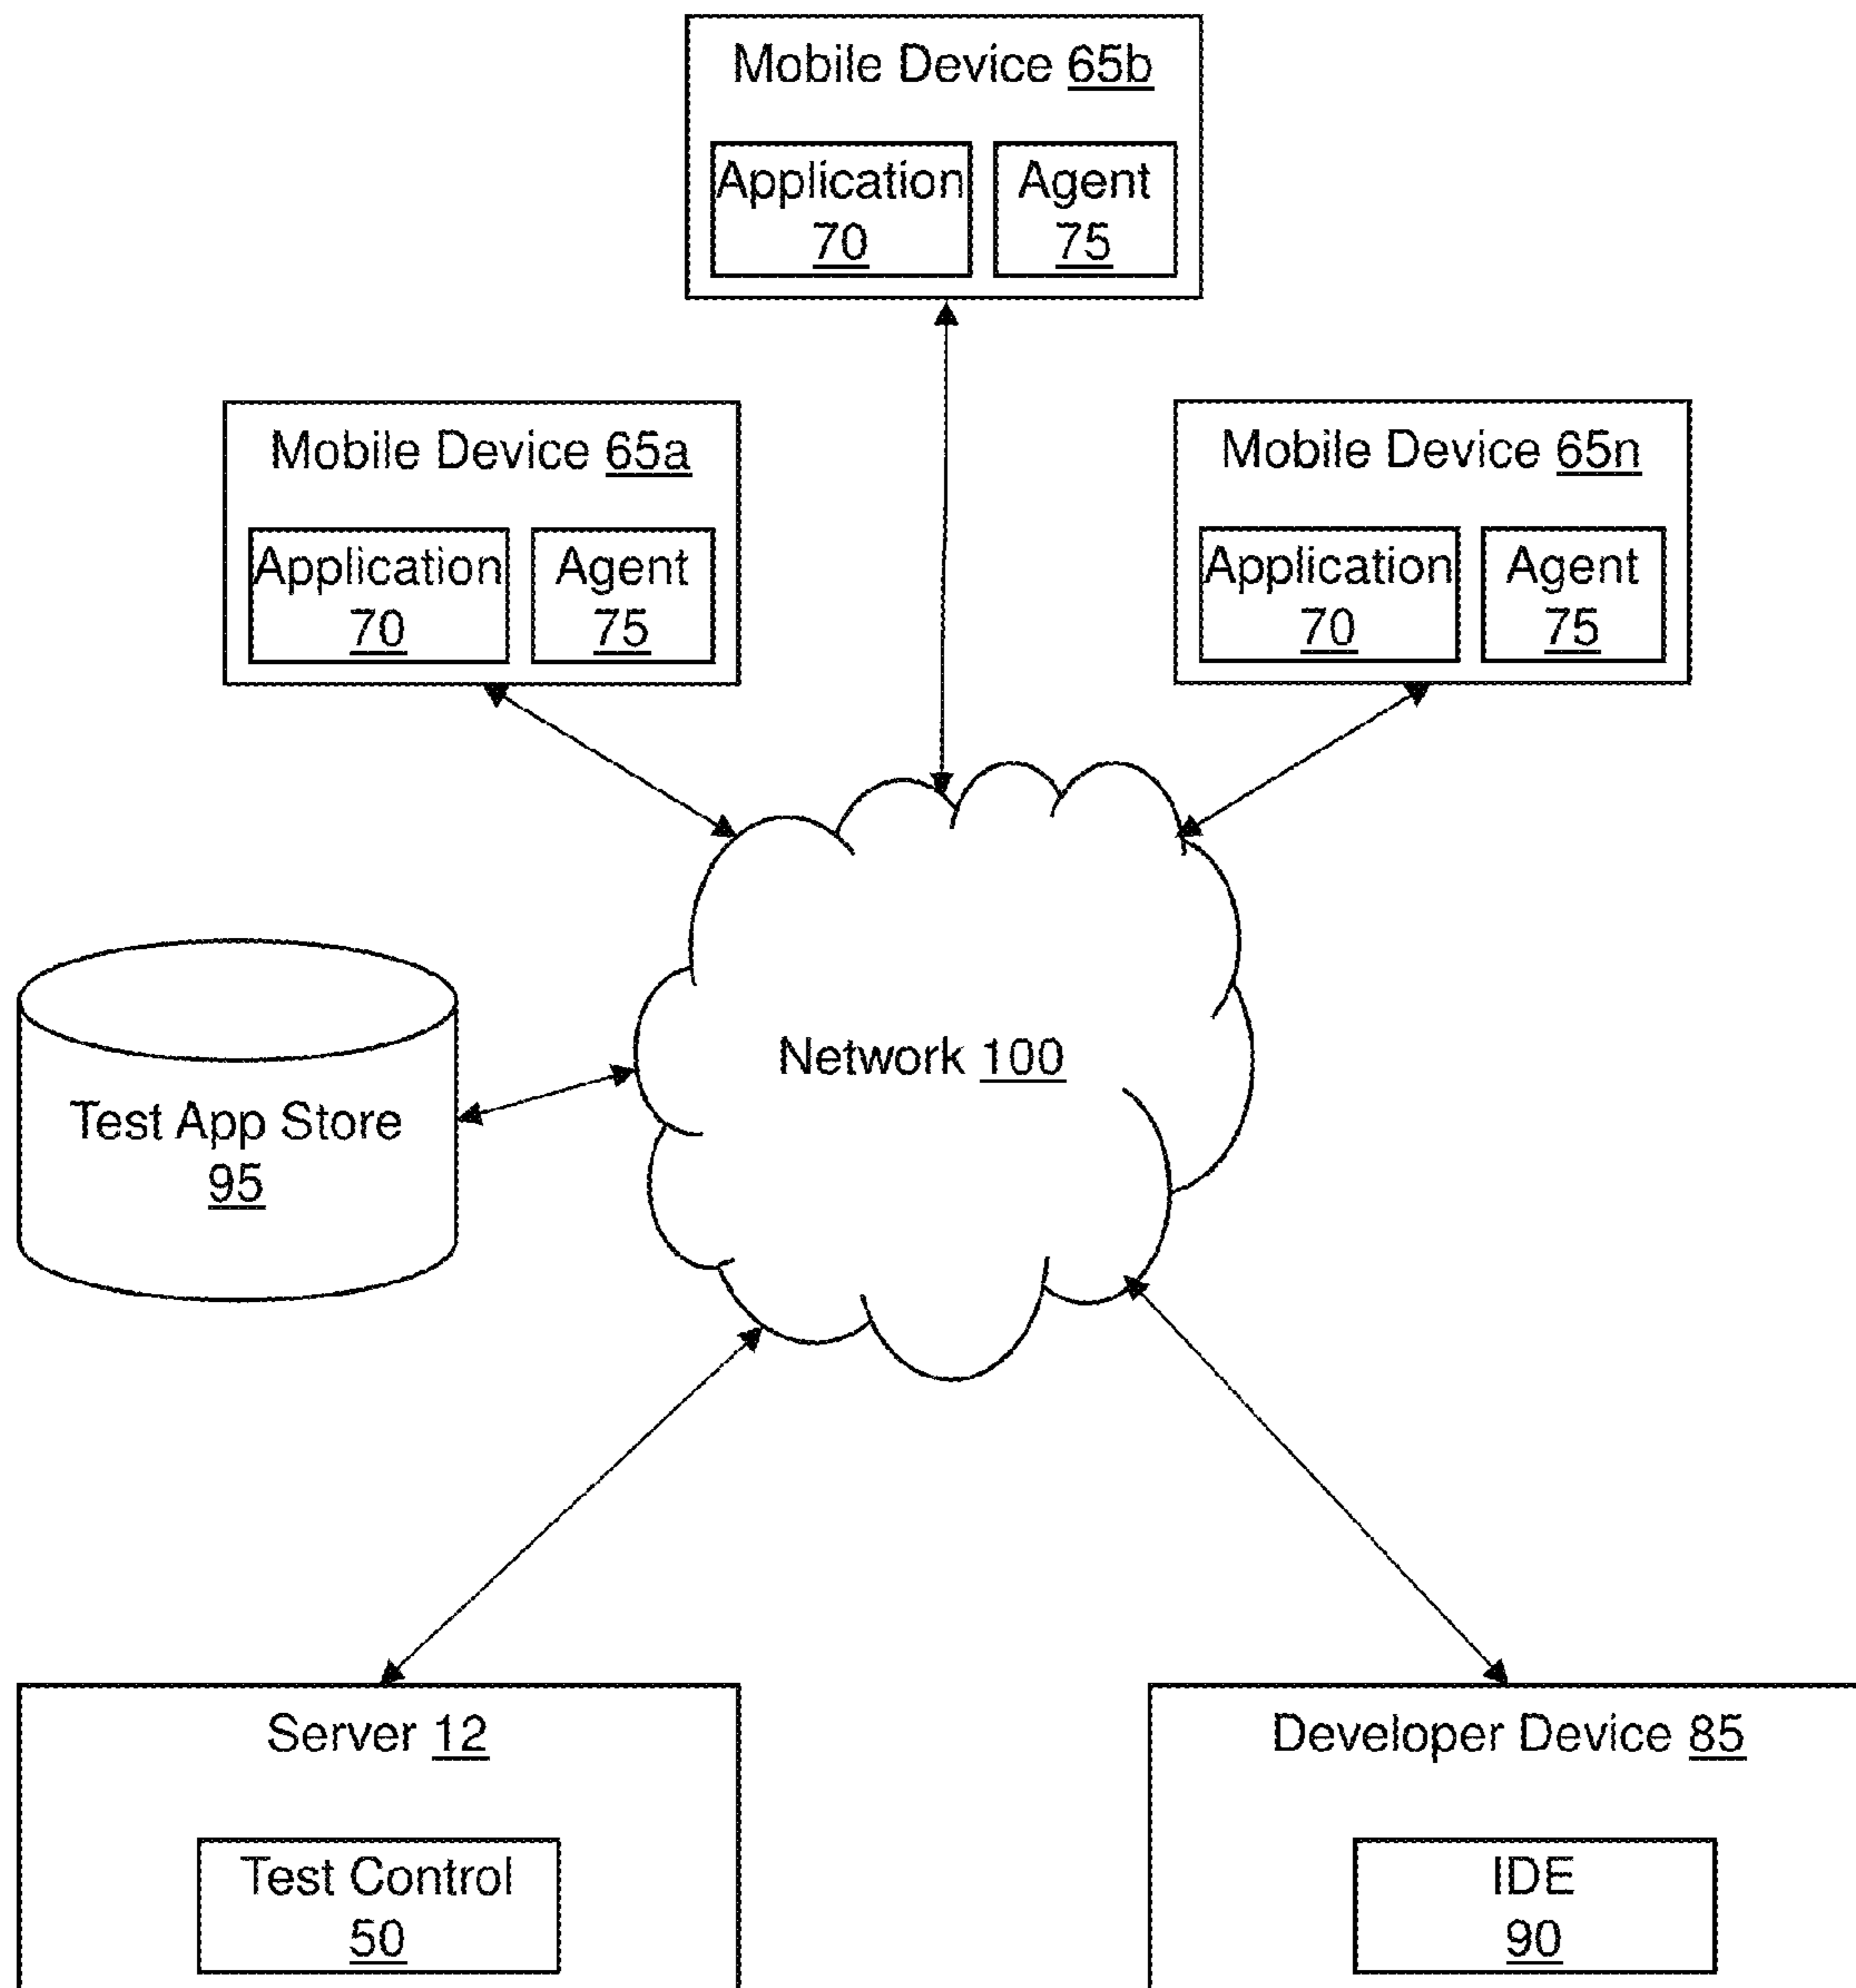 Mobile Device 65b
Application
70
Agent
75
Mobile Device 65a
Application
70
Agent
75
Mobile Device 65n
Application
70
Agent
75
Network 100
Test App Store
95
Server 12
Test Control
50
Developer Device 85
IDE
90